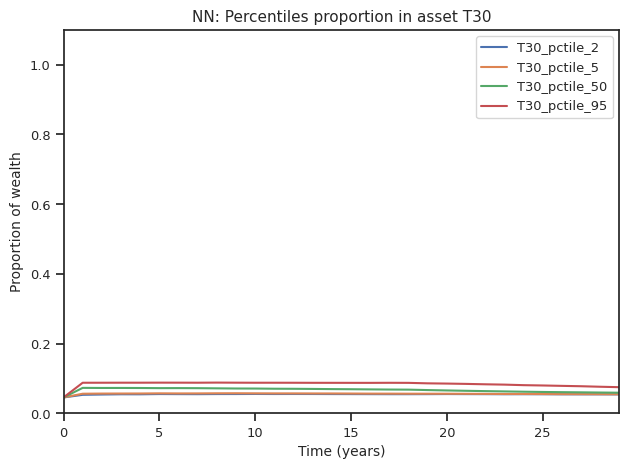 NN: Percentiles proportion in asset T30
T30_pctile_2
T30_pctile_5
T30_pctile_50
T30_pctile_95
Proportion of wealth
1.0
0.8
0.6
0.4
0.2
0.0
0 5 10 15 20 25
Time (years)